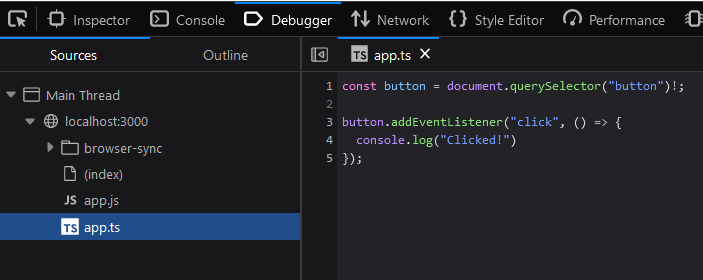 Inspector Console Debugger Network {} Style Editor Performance
Sources Outline TS app.ts
Main Thread
localhost:3000
browser-sync
(index)
JS app.js
TS app.ts
1 const button = document.querySelector("button")!;
2
3 button.addEventListener("click", () => {
4 console.log("Clicked!")
5 });